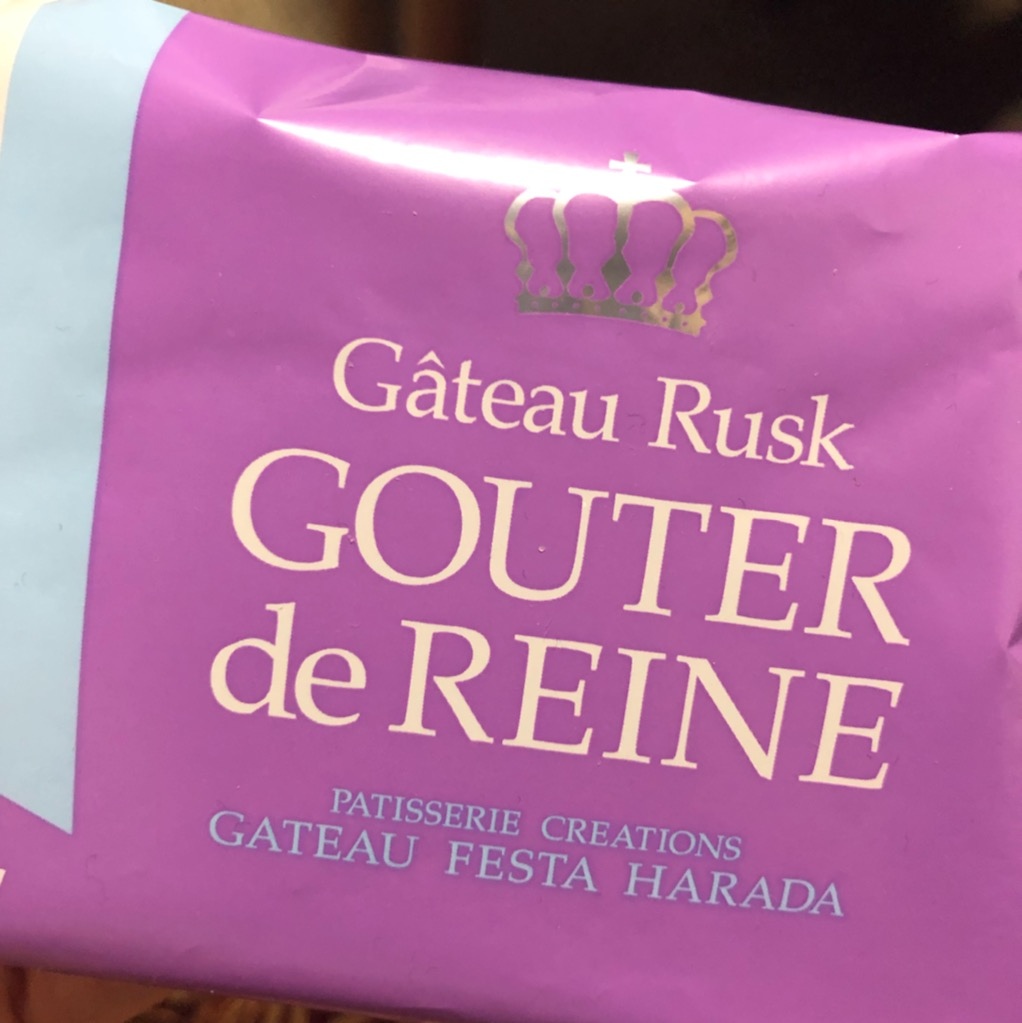 Gâteau Rusk
GOUTER
de REINE
PATISSERIE CREATIONS
GATEAU FESTA HARADA